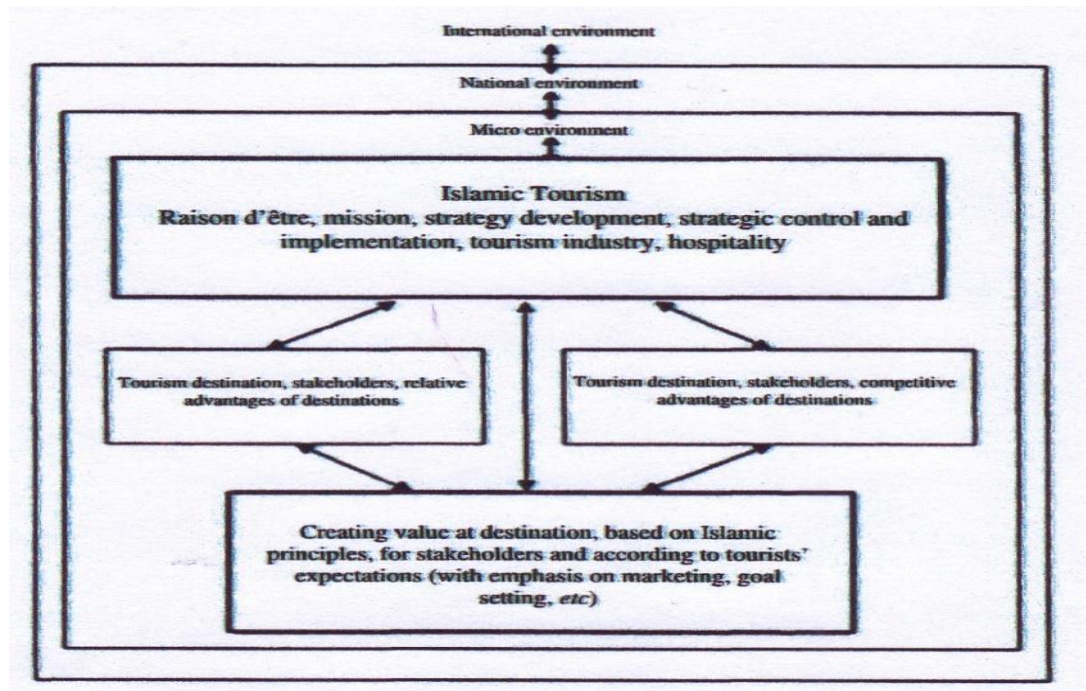 International environment
National environment
Micro environment
Islamic Tourism
Raison d'être, mission, strategy development, strategic control and
implementation, tourism industry, hospitality
Tourism destination, stakeholders, relative
advantages of destinations
Tourism destination, stakeholders, competitive
advantages of destinations
Creating value at destination, based on Islamic
principles, for stakeholders and according to tourists'
expectations (with emphasis on marketing, goal
setting, etc)